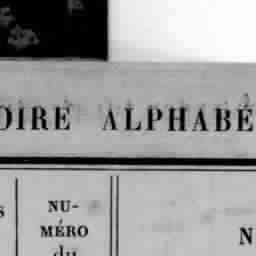 OIRE ALPHABÉ
S NU-
MÉRO N
du